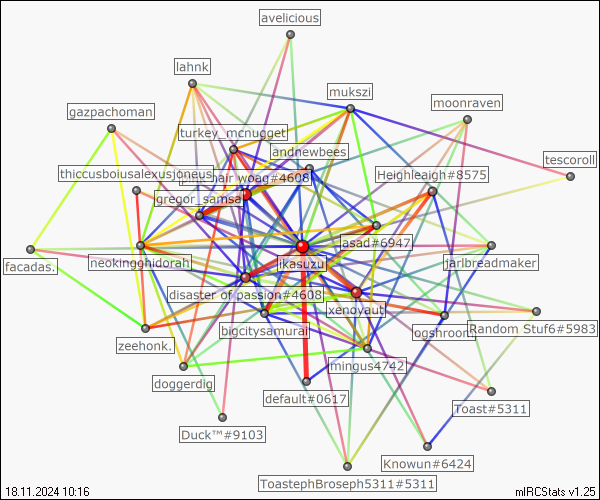 avelicious
lahnk
mukszi
moonraven
gazpachoman
turkey_mcnugget
andnewbees
tescoroll
thiccusboiusalexusjoneus
hair woag#4608
Heighleaigh#8575
gregor_samsa
asad#6947
facadas.
neokingghidorah
ikasuzu
jarlbreadmaker
disaster of passion#4608
xenoyaut
bigcitysamurai
ogshroom
Random Stuf6#5983
zeehonk.
mingus4742
doggerdig
default#0617
Toast#5311
Duck™#9103
Knowun#6424
ToastephBroseph5311#5311
18.11.2024 10:16
mIRCStats v1.25